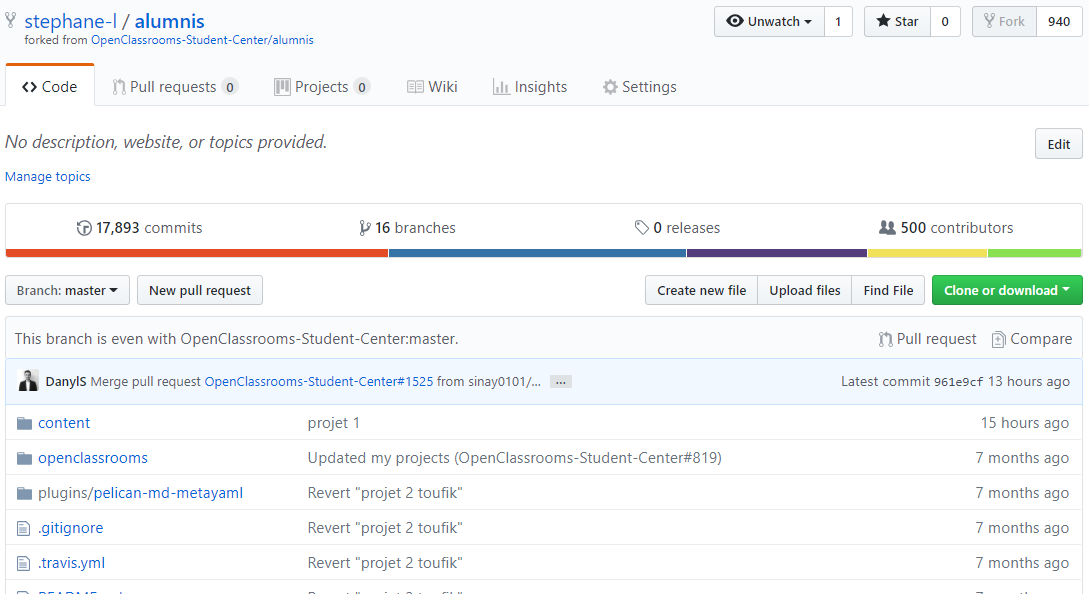 stephane-l / alumnis
Unwatch 1 Star 0 Fork 940
forked from OpenClassrooms-Student-Center/alumnis
Code Pull requests 0 Projects 0 Wiki Insights Settings
No description, website, or topics provided.
Edit
Manage topics
17,893 commits 16 branches 0 releases 500 contributors
Branch: master New pull request Create new file Upload files Find File Clone or download
This branch is even with OpenClassrooms-Student-Center:master. Pull request Compare
DanylS Merge pull request OpenClassrooms-Student-Center#1525 from sinay0101/... ... Latest commit 961e9cf 13 hours ago
content projet 1 15 hours ago
openclassrooms Updated my projects (OpenClassrooms-Student-Center#819) 7 months ago
plugins/pelican-md-metayaml Revert "projet 2 toufik" 7 months ago
.gitignore Revert "projet 2 toufik" 7 months ago
.travis.yml Revert "projet 2 toufik" 7 months ago